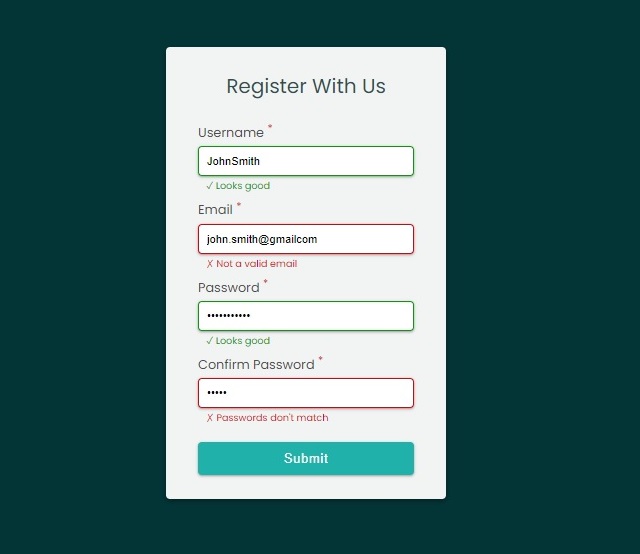 Register With Us
Username *
JohnSmith
✓ Looks good
Email *
john.smith@gmailcom
✗ Not a valid email
Password *
•••••••••••
✓ Looks good
Confirm Password *
•••••
✗ Passwords don't match
Submit